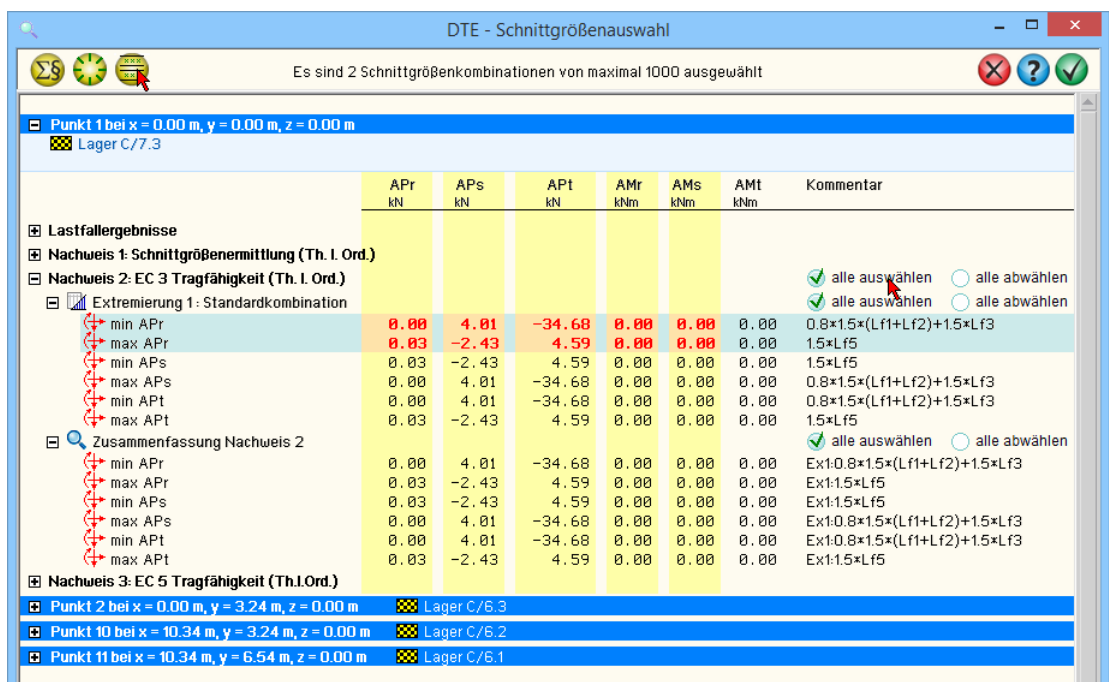 DTE - Schnittgrößenauswahl
Σ§
Es sind 2 Schnittgrößenkombinationen von maximal 1000 ausgewählt
?
Punkt 1 bei x = 0.00 m, y = 0.00 m, z = 0.00 m
Lager C/7.3
APr APs APt AMr AMs AMt Kommentar
kN kN kN kNm kNm kNm
Lastfallergebnisse
Nachweis 1: Schnittgrößenermittlung (Th. I. Ord.)
Nachweis 2: EC 3 Tragfähigkeit (Th. I. Ord.) alle auswählen alle abwählen
Extremierung 1 : Standardkombination alle auswählen alle abwählen
min APr 0.00 4.01 -34.68 0.00 0.00 0.00 0.8*1.5*(Lf1+Lf2)+1.5*Lf3
max APr 0.03 -2.43 4.59 0.00 0.00 0.00 1.5*Lf5
min APs 0.03 -2.43 4.59 0.00 0.00 0.00 1.5*Lf5
max APs 0.00 4.01 -34.68 0.00 0.00 0.00 0.8*1.5*(Lf1+Lf2)+1.5*Lf3
min APt 0.00 4.01 -34.68 0.00 0.00 0.00 0.8*1.5*(Lf1+Lf2)+1.5*Lf3
max APt 0.03 -2.43 4.59 0.00 0.00 0.00 1.5*Lf5
Zusammenfassung Nachweis 2 alle auswählen alle abwählen
min APr 0.00 4.01 -34.68 0.00 0.00 0.00 Ex1:0.8*1.5*(Lf1+Lf2)+1.5*Lf3
max APr 0.03 -2.43 4.59 0.00 0.00 0.00 Ex1:1.5*Lf5
min APs 0.03 -2.43 4.59 0.00 0.00 0.00 Ex1:1.5*Lf5
max APs 0.00 4.01 -34.68 0.00 0.00 0.00 Ex1:0.8*1.5*(Lf1+Lf2)+1.5*Lf3
min APt 0.00 4.01 -34.68 0.00 0.00 0.00 Ex1:0.8*1.5*(Lf1+Lf2)+1.5*Lf3
max APt 0.03 -2.43 4.59 0.00 0.00 0.00 Ex1:1.5*Lf5
Nachweis 3: EC 5 Tragfähigkeit (Th.I.Ord.)
Punkt 2 bei x = 0.00 m, y = 3.24 m, z = 0.00 m Lager C/6.3
Punkt 10 bei x = 10.34 m, y = 3.24 m, z = 0.00 m Lager C/6.2
Punkt 11 bei x = 10.34 m, y = 6.54 m, z = 0.00 m Lager C/6.1